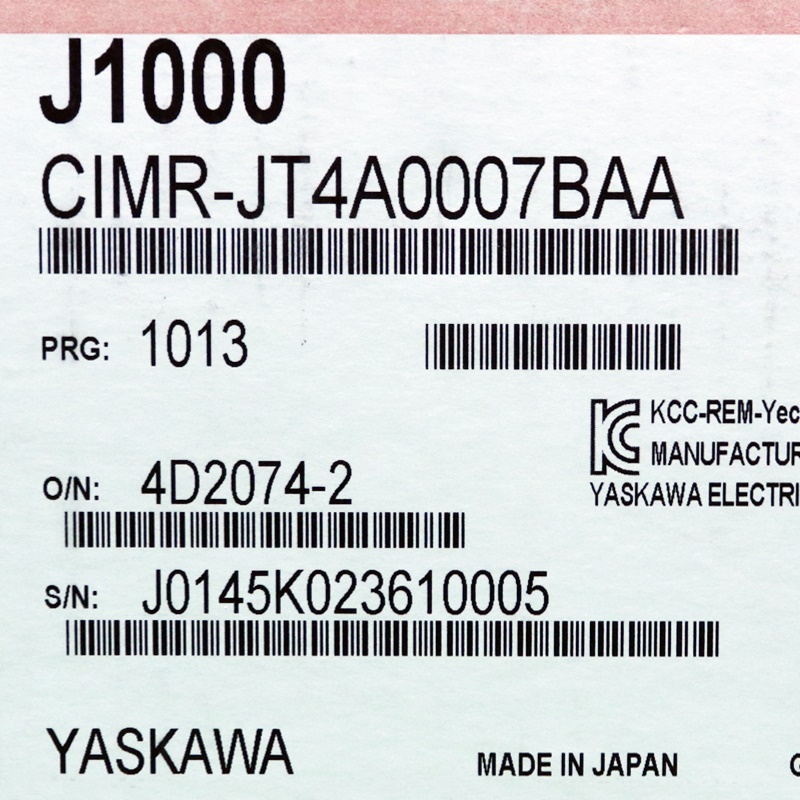 J1000
CIMR-JT4A0007BAA
PRG: 1013
KCC-REM-Yec
MANUFACTUR
YASKAWA ELECTRI
O/N: 4D2074-2
S/N: J0145K023610005
YASKAWA
MADE IN JAPAN